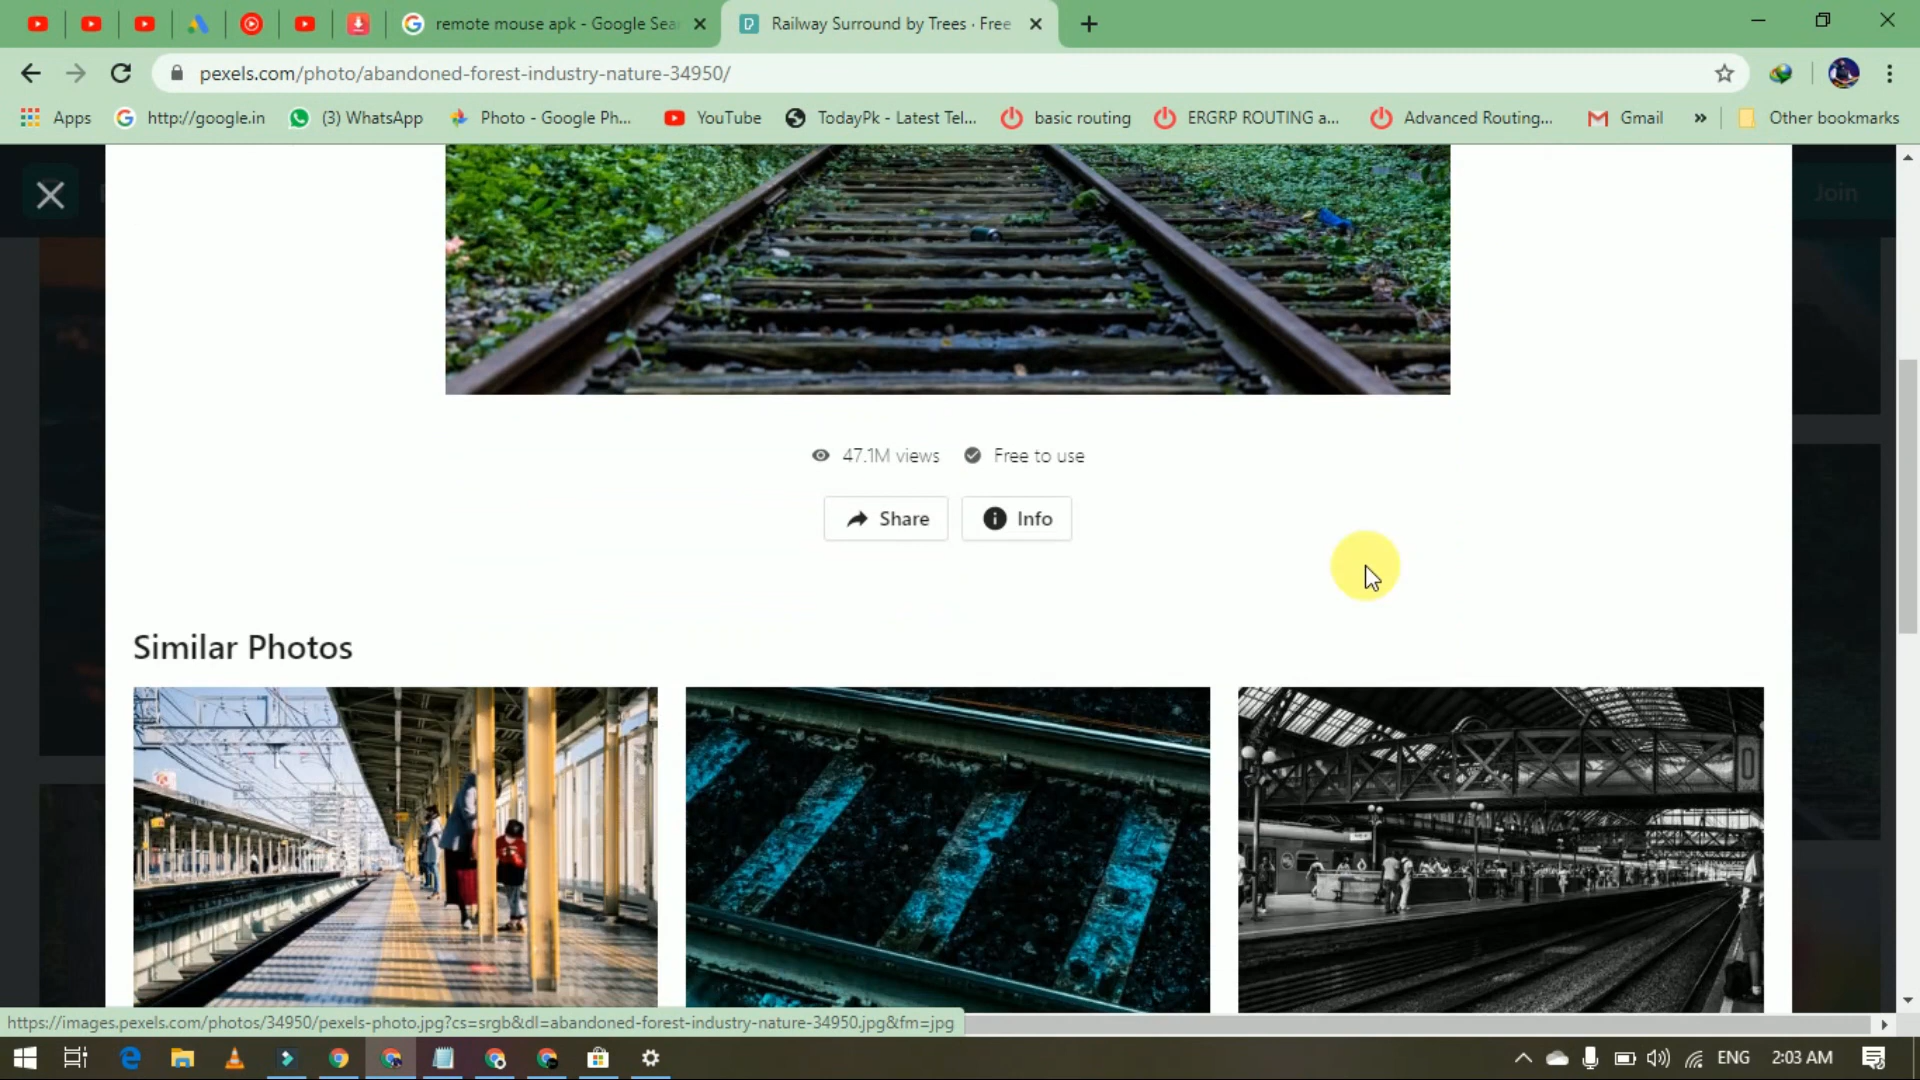 remote mouse apk - Google Sea
Railway Surround by Trees · Free
pexels.com/photo/abandoned-forest-industry-nature-34950/
Apps http://google.in (3) WhatsApp Photo - Google Ph... YouTube TodayPk - Latest Tel... basic routing ERGRP ROUTING a... Advanced Routing... Gmail » Other bookmarks
Join
47.1M views Free to use
Share Info
Similar Photos
https://images.pexels.com/photos/34950/pexels-photo.jpg?cs=srgb&dl=abandoned-forest-industry-nature-34950.jpg&fm=jpg
ENG 2:03 AM